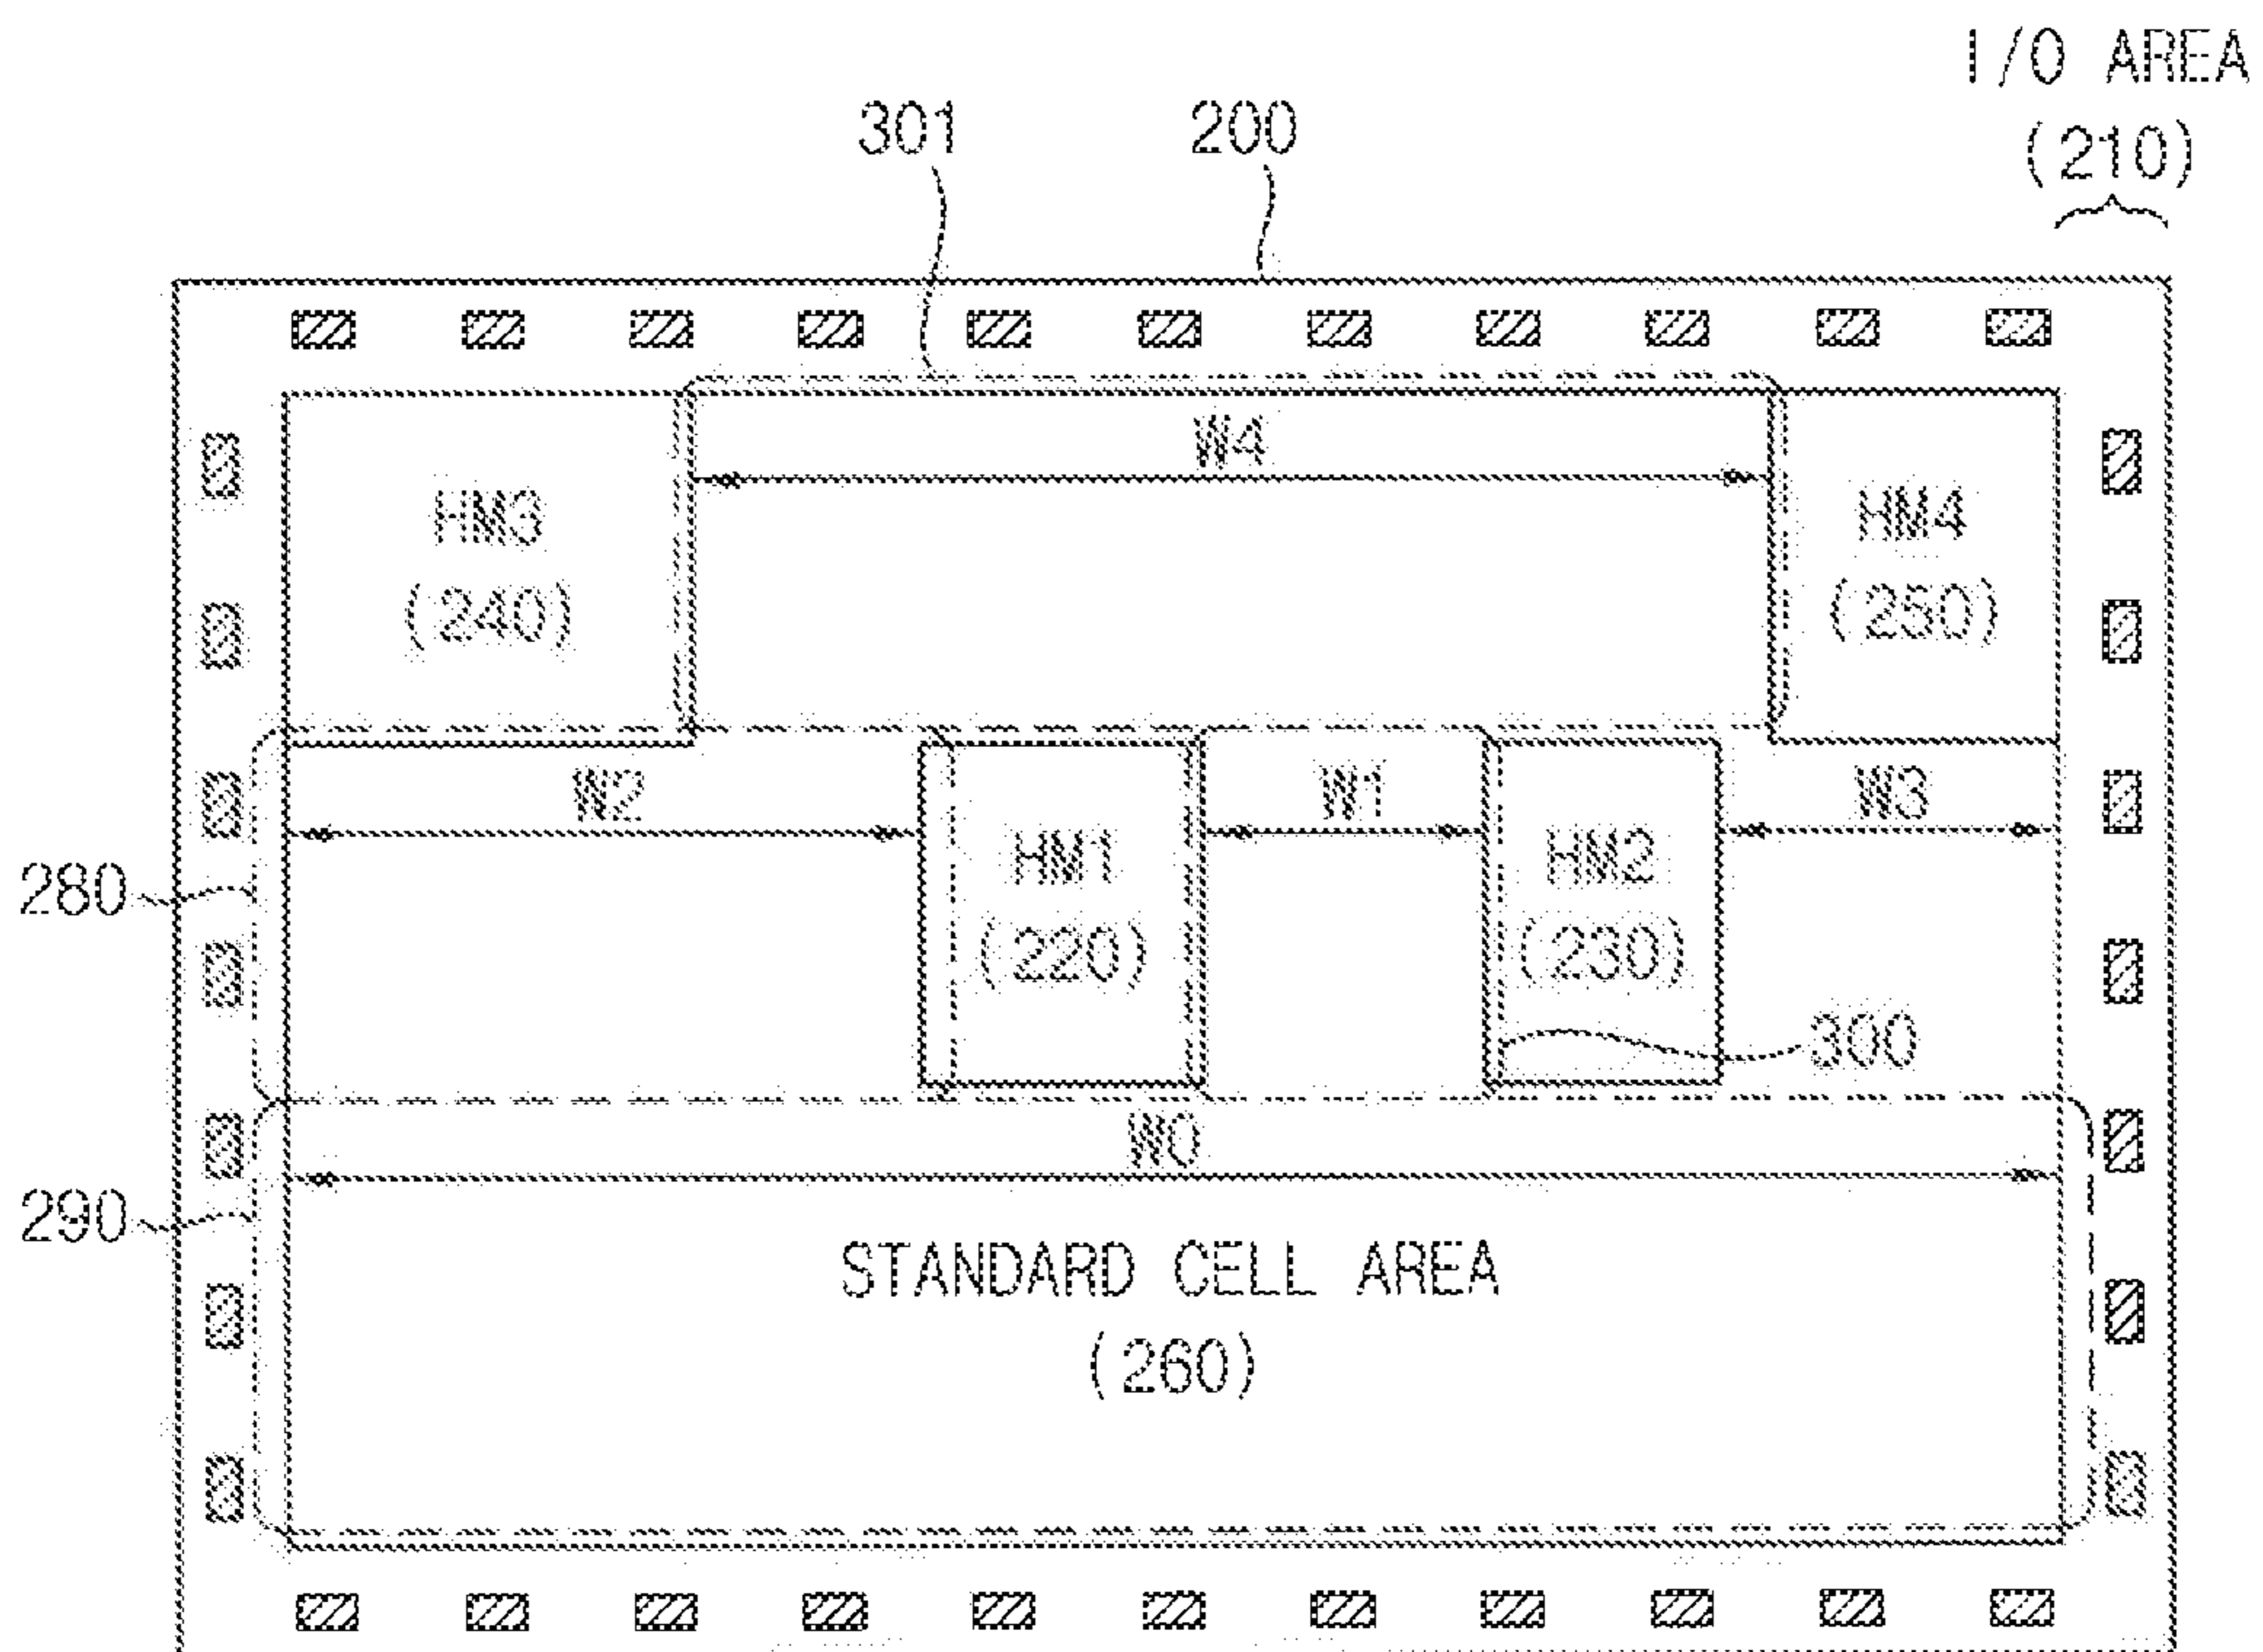 I/O AREA
(210)
301
200
W4
HM3
(240)
HM4
(250)
W2
W1
W3
HM1
(220)
HM2
(230)
280
300
W0
290
STANDARD CELL AREA
(260)